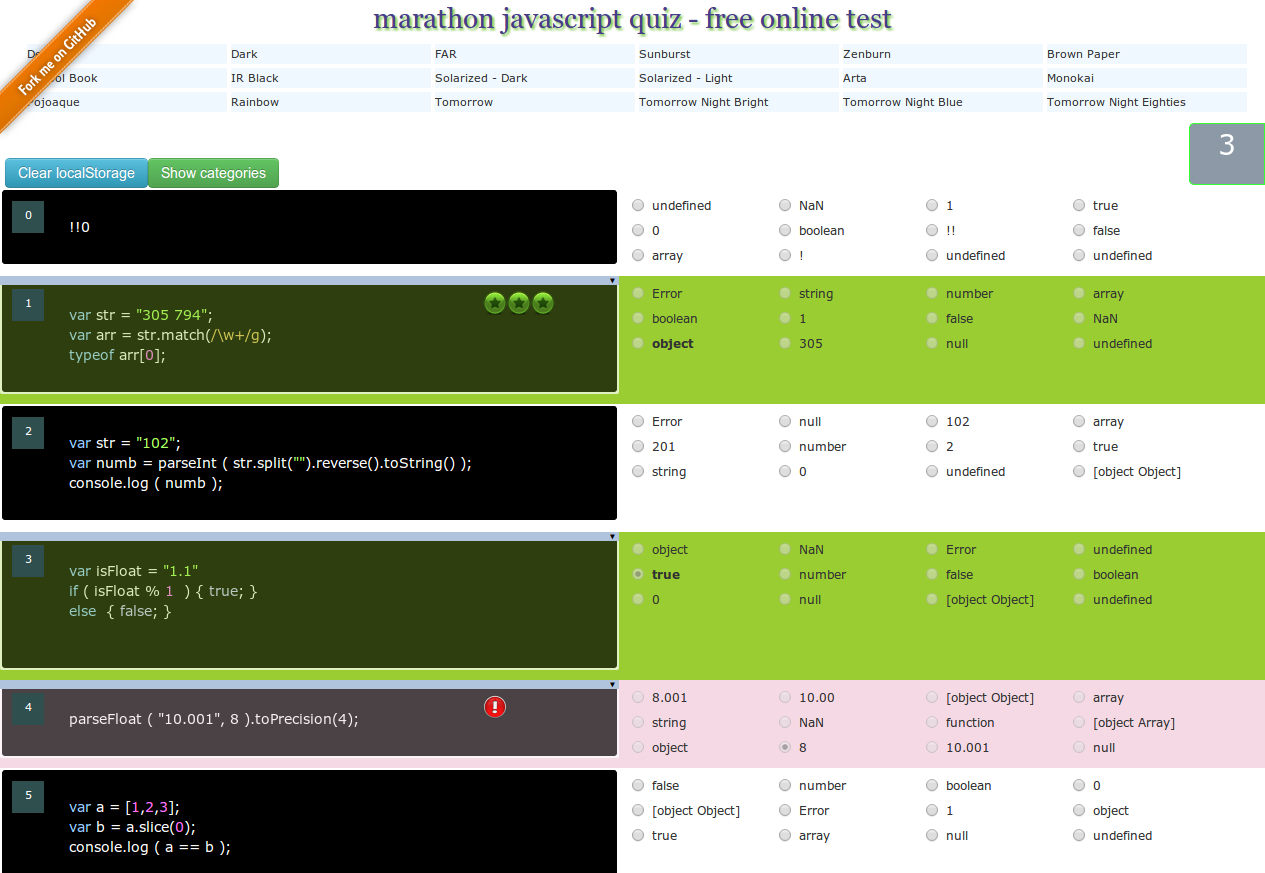 marathon javascript quiz - free online test
Fork me on GitHub
Dark FAR Sunburst Zenburn Brown Paper
Book IR Black Solarized - Dark Solarized - Light Arta Monokai
Pojoaque Rainbow Tomorrow Tomorrow Night Bright Tomorrow Night Blue Tomorrow Night Eighties
3
Clear localStorage Show categories
0
!!0
undefined NaN 1 true
0 boolean !! false
array ! undefined undefined
1
var str = "305 794";
var arr = str.match(/\w+/g);
typeof arr[0];
Error string number array
boolean 1 false NaN
object 305 null undefined
2
var str = "102";
var numb = parseInt ( str.split("").reverse().toString() );
console.log ( numb );
Error null 102 array
201 number 2 true
string 0 undefined [object Object]
3
var isFloat = "1.1"
if ( isFloat % 1 ) { true; }
else { false; }
object NaN Error undefined
true number false boolean
0 null [object Object] undefined
4
parseFloat ( "10.001", 8 ).toPrecision(4);
8.001 10.00 [object Object] array
string NaN function [object Array]
object 8 10.001 null
5
var a = [1,2,3];
var b = a.slice(0);
console.log ( a == b );
false number boolean 0
[object Object] Error 1 object
true array null undefined